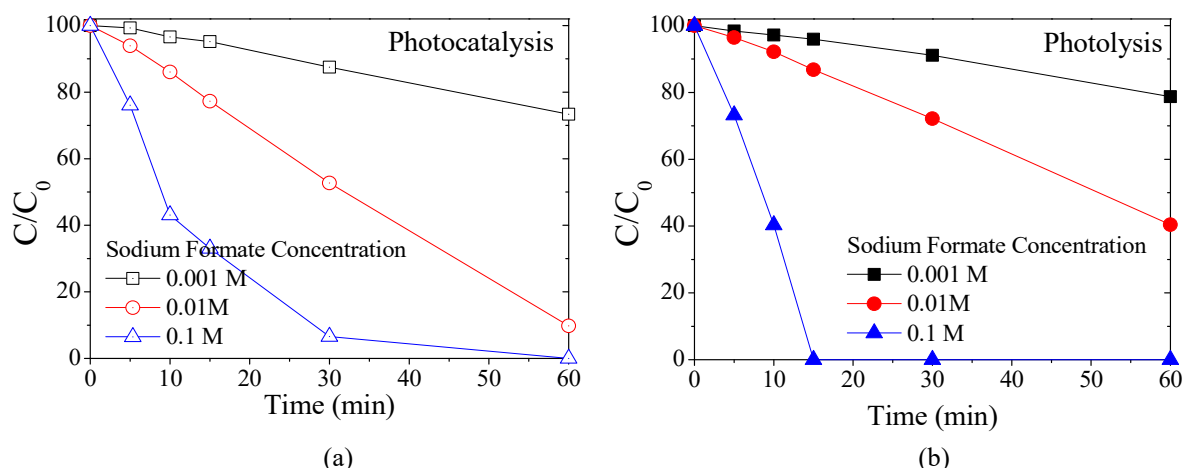 Photocatalysis
100
80
60
40
20
0
C/C0
Sodium Formate Concentration
0.001 M
0.01M
0.1 M
0 10 20 30 40 50 60
Time (min)
(a)
Photolysis
100
80
60
40
20
0
C/C0
Sodium Formate Concentration
0.001 M
0.01M
0.1 M
0 10 20 30 40 50 60
Time (min)
(b)